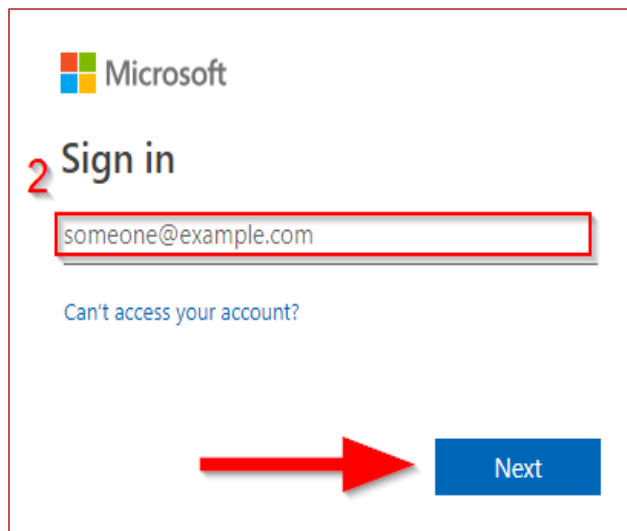 Microsoft
Sign in
2
someone@example.com
Can't access your account?
Next